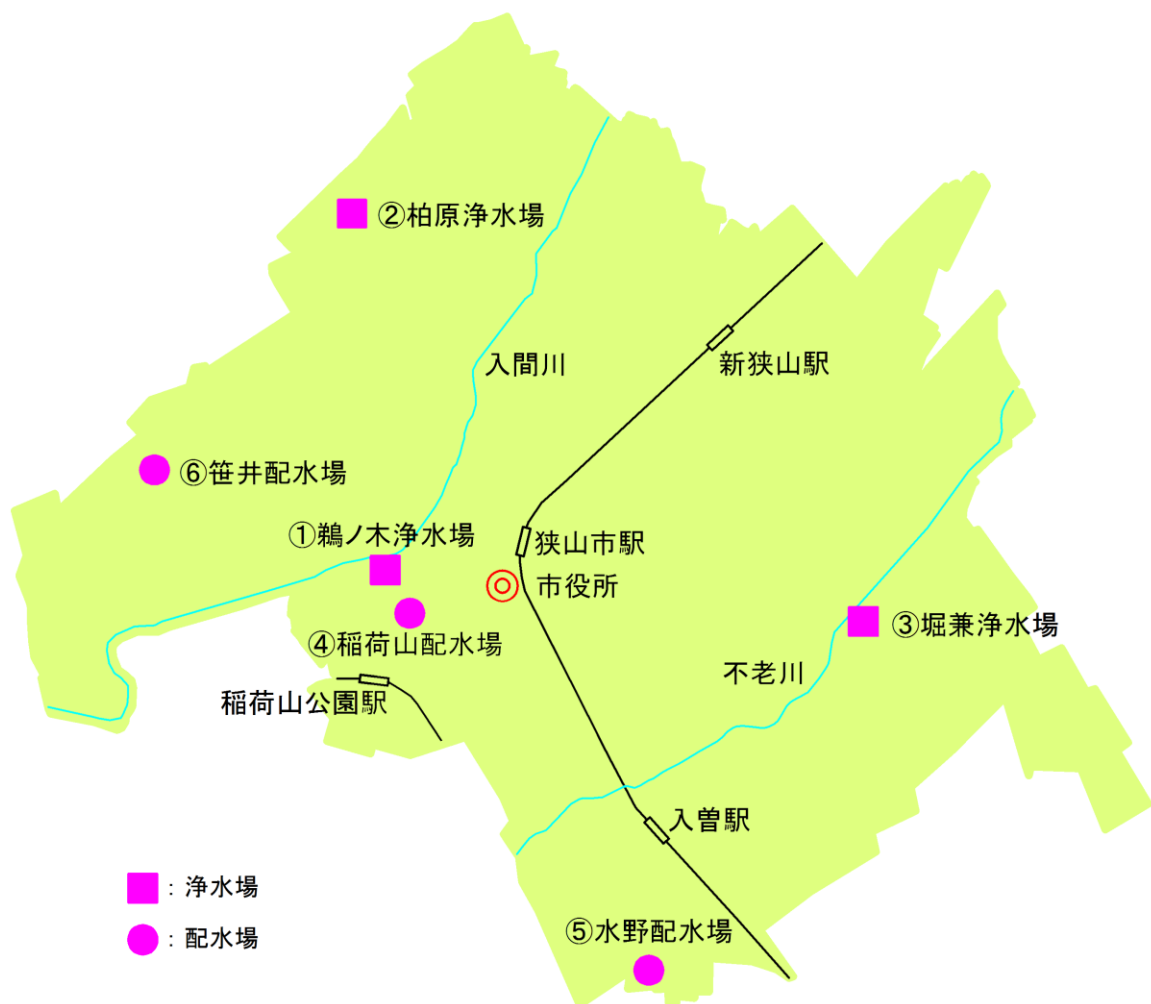 ②柏原浄水場
入間川
新狭山駅
⑥笹井配水場
①鵜ノ木浄水場
狭山市駅
市役所
③堀兼浄水場
④稲荷山配水場
不老川
稲荷山公園駅
入曽駅
：浄水場
⑤水野配水場
：配水場